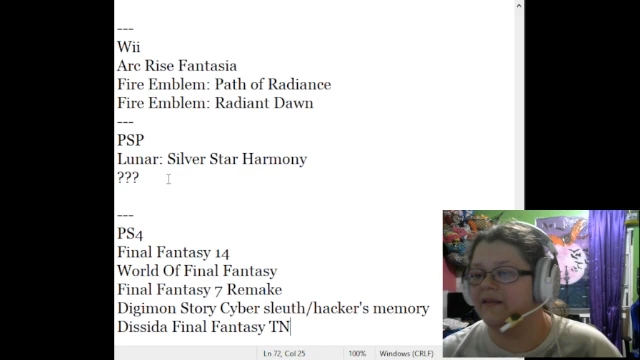 ---
Wii
Arc Rise Fantasia
Fire Emblem: Path of Radiance
Fire Emblem: Radiant Dawn
---
PSP
Lunar: Silver Star Harmony
???
---
PS4
Final Fantasy 14
World Of Final Fantasy
Final Fantasy 7 Remake
Digimon Story Cyber sleuth/hacker's memory
Dissida Final Fantasy TN
Ln 72, Col 25 100% Windows (CRLF)